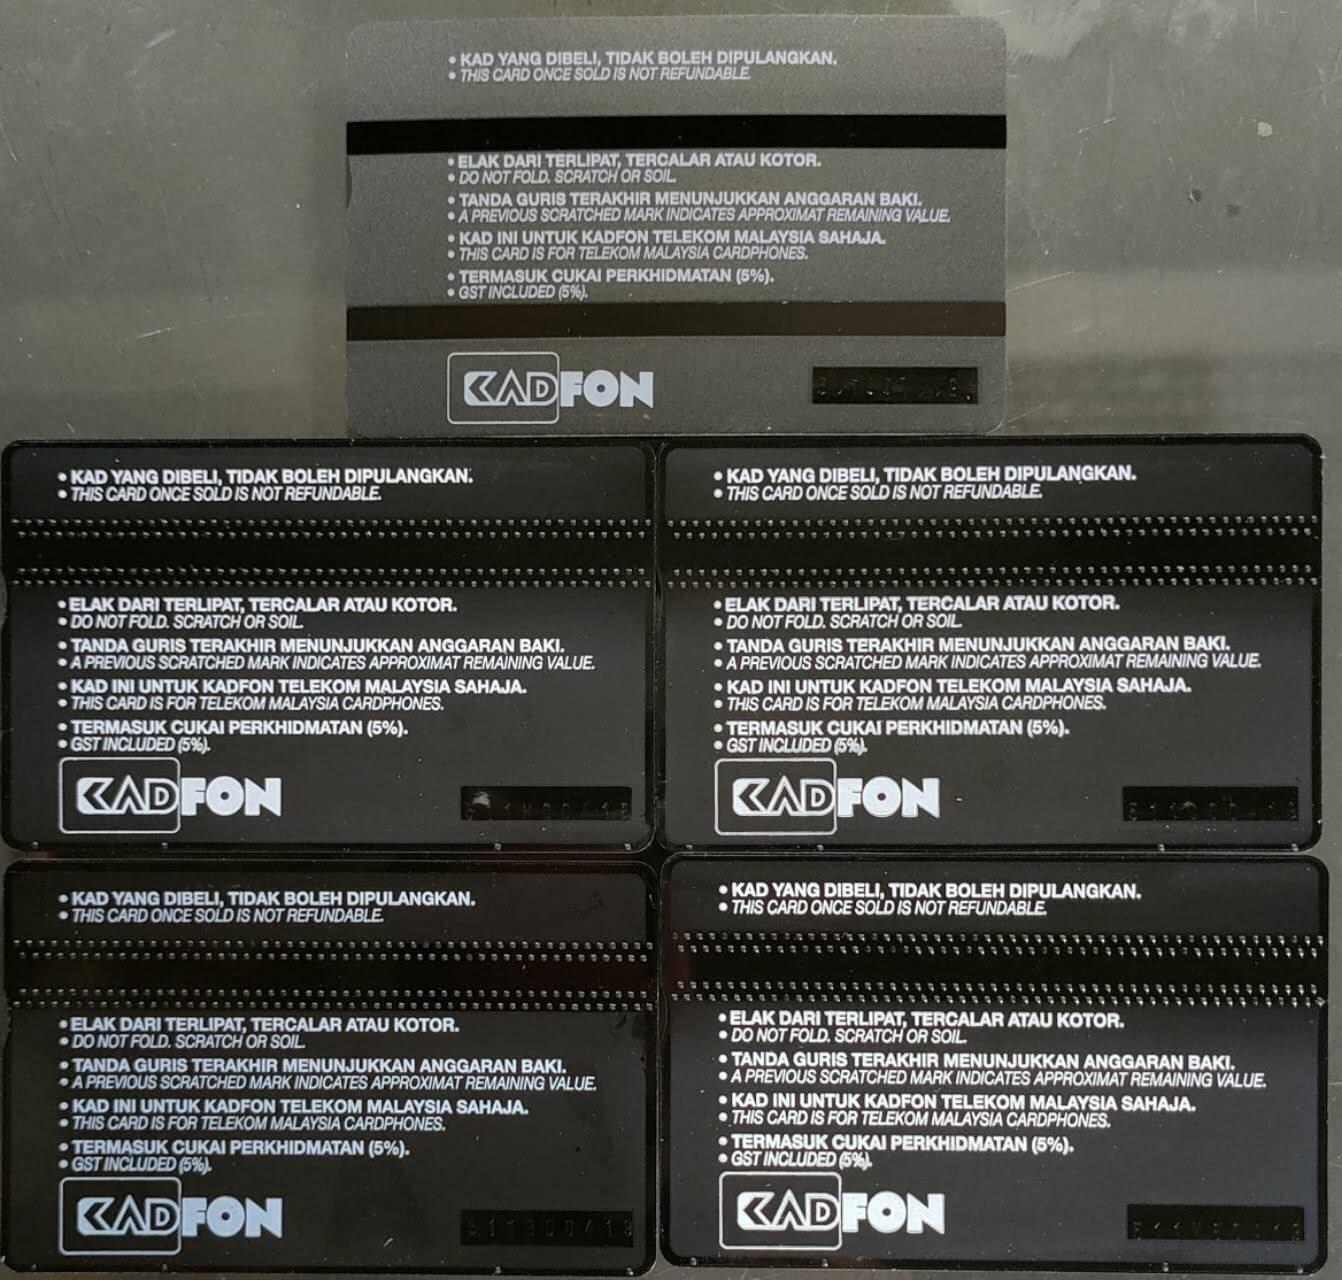 • KAD YANG DIBELI, TIDAK BOLEH DIPULANGKAN.
• THIS CARD ONCE SOLD IS NOT REFUNDABLE.
• ELAK DARI TERLIPAT, TERCALAR ATAU KOTOR.
• DO NOT FOLD. SCRATCH OR SOIL.
• TANDA GURIS TERAKHIR MENUNJUKKAN ANGGARAN BAKI.
• A PREVIOUS SCRATCHED MARK INDICATES APPROXIMAT REMAINING VALUE.
• KAD INI UNTUK KADFON TELEKOM MALAYSIA SAHAJA.
• THIS CARD IS FOR TELEKOM MALAYSIA CARDPHONES.
• TERMASUK CUKAI PERKHIDMATAN (5%).
• GST INCLUDED (5%).
KADFON
• KAD YANG DIBELI, TIDAK BOLEH DIPULANGKAN.
• THIS CARD ONCE SOLD IS NOT REFUNDABLE.
• ELAK DARI TERLIPAT, TERCALAR ATAU KOTOR.
• DO NOT FOLD. SCRATCH OR SOIL.
• TANDA GURIS TERAKHIR MENUNJUKKAN ANGGARAN BAKI.
• A PREVIOUS SCRATCHED MARK INDICATES APPROXIMAT REMAINING VALUE.
• KAD INI UNTUK KADFON TELEKOM MALAYSIA SAHAJA.
• THIS CARD IS FOR TELEKOM MALAYSIA CARDPHONES.
• TERMASUK CUKAI PERKHIDMATAN (5%).
• GST INCLUDED (5%).
KADFON
• KAD YANG DIBELI, TIDAK BOLEH DIPULANGKAN.
• THIS CARD ONCE SOLD IS NOT REFUNDABLE.
• ELAK DARI TERLIPAT, TERCALAR ATAU KOTOR.
• DO NOT FOLD. SCRATCH OR SOIL.
• TANDA GURIS TERAKHIR MENUNJUKKAN ANGGARAN BAKI.
• A PREVIOUS SCRATCHED MARK INDICATES APPROXIMAT REMAINING VALUE.
• KAD INI UNTUK KADFON TELEKOM MALAYSIA SAHAJA.
• THIS CARD IS FOR TELEKOM MALAYSIA CARDPHONES.
• TERMASUK CUKAI PERKHIDMATAN (5%).
• GST INCLUDED (5%).
KADFON
• KAD YANG DIBELI, TIDAK BOLEH DIPULANGKAN.
• THIS CARD ONCE SOLD IS NOT REFUNDABLE.
• ELAK DARI TERLIPAT, TERCALAR ATAU KOTOR.
• DO NOT FOLD. SCRATCH OR SOIL.
• TANDA GURIS TERAKHIR MENUNJUKKAN ANGGARAN BAKI.
• A PREVIOUS SCRATCHED MARK INDICATES APPROXIMAT REMAINING VALUE.
• KAD INI UNTUK KADFON TELEKOM MALAYSIA SAHAJA.
• THIS CARD IS FOR TELEKOM MALAYSIA CARDPHONES.
• TERMASUK CUKAI PERKHIDMATAN (5%).
• GST INCLUDED (5%).
KADFON
• KAD YANG DIBELI, TIDAK BOLEH DIPULANGKAN.
• THIS CARD ONCE SOLD IS NOT REFUNDABLE.
• ELAK DARI TERLIPAT, TERCALAR ATAU KOTOR.
• DO NOT FOLD. SCRATCH OR SOIL.
• TANDA GURIS TERAKHIR MENUNJUKKAN ANGGARAN BAKI.
• A PREVIOUS SCRATCHED MARK INDICATES APPROXIMAT REMAINING VALUE.
• KAD INI UNTUK KADFON TELEKOM MALAYSIA SAHAJA.
• THIS CARD IS FOR TELEKOM MALAYSIA CARDPHONES.
• TERMASUK CUKAI PERKHIDMATAN (5%).
• GST INCLUDED (5%).
KADFON